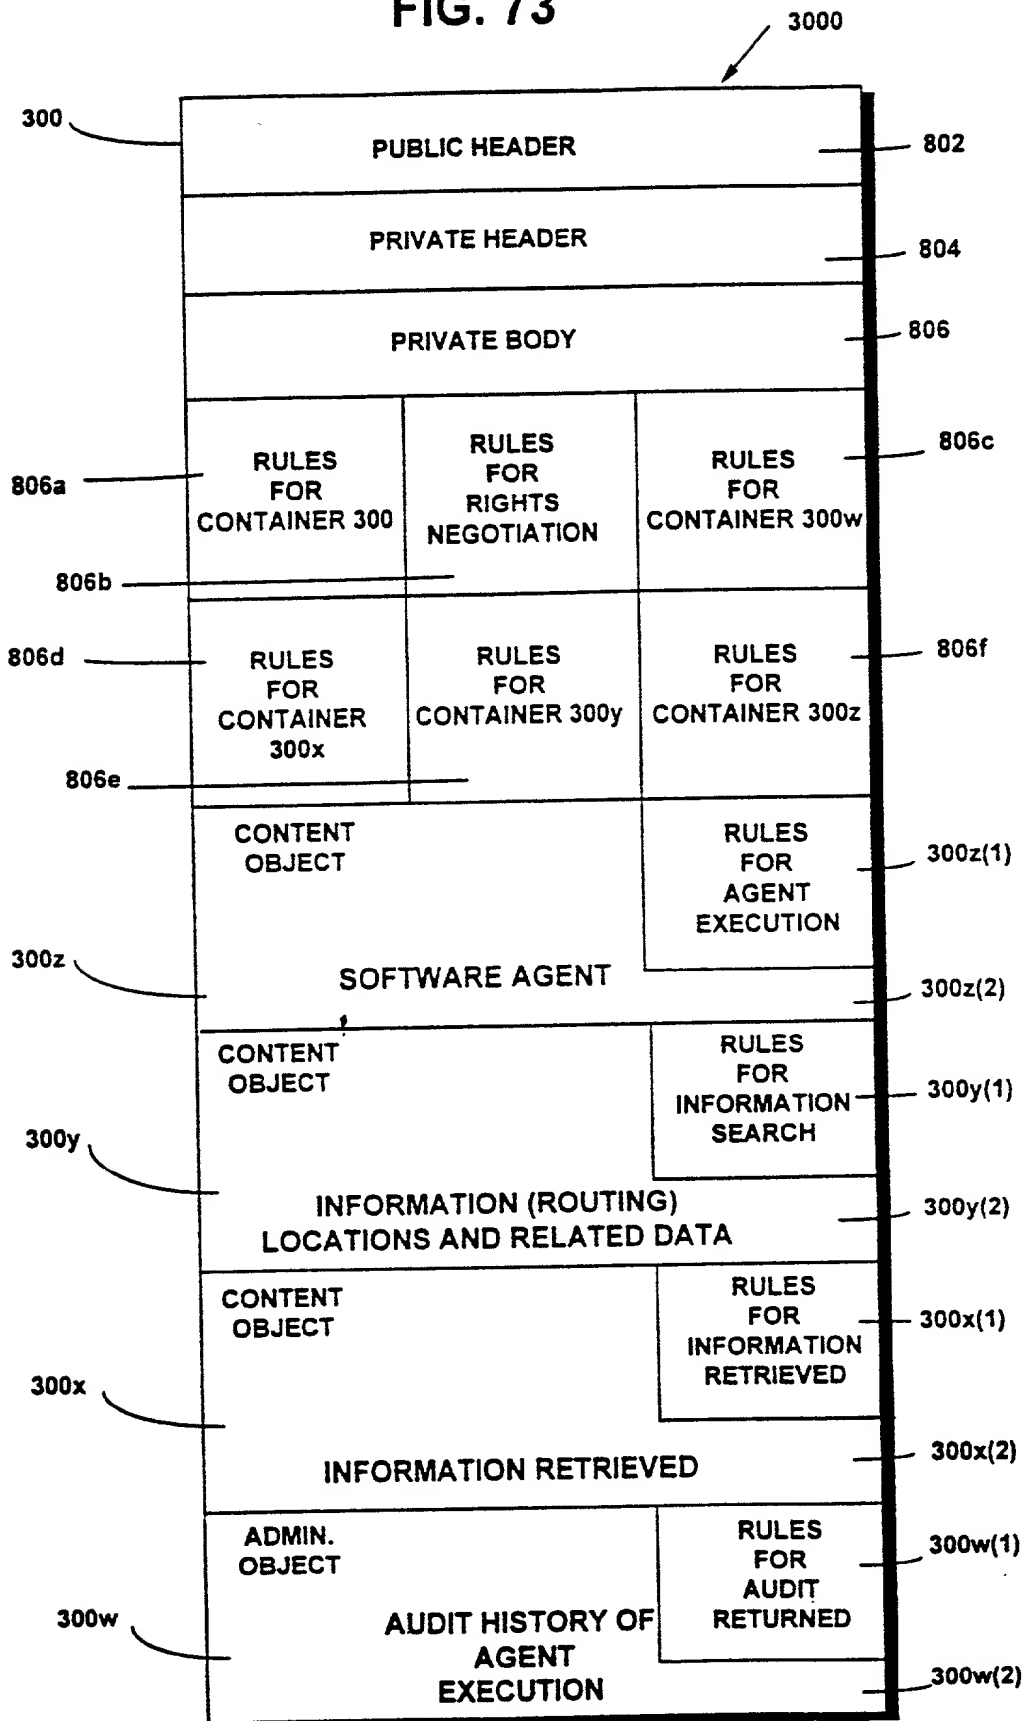 FIG. 73
3000
300
PUBLIC HEADER
802
PRIVATE HEADER
804
PRIVATE BODY
806
806a
RULES
FOR
CONTAINER 300
RULES
FOR
RIGHTS
NEGOTIATION
RULES
FOR
CONTAINER 300w
806c
806b
806d
RULES
FOR
CONTAINER
300x
RULES
FOR
CONTAINER 300y
RULES
FOR
CONTAINER 300z
806f
806e
CONTENT
OBJECT
RULES
FOR
AGENT
EXECUTION
300z(1)
300z
SOFTWARE AGENT
300z(2)
CONTENT
OBJECT
RULES
FOR
INFORMATION
SEARCH
300y(1)
300y
INFORMATION (ROUTING)
LOCATIONS AND RELATED DATA
300y(2)
CONTENT
OBJECT
RULES
FOR
INFORMATION
RETRIEVED
300x(1)
300x
INFORMATION RETRIEVED
300x(2)
ADMIN.
OBJECT
RULES
FOR
AUDIT
RETURNED
300w(1)
300w
AUDIT HISTORY OF
AGENT
EXECUTION
300w(2)